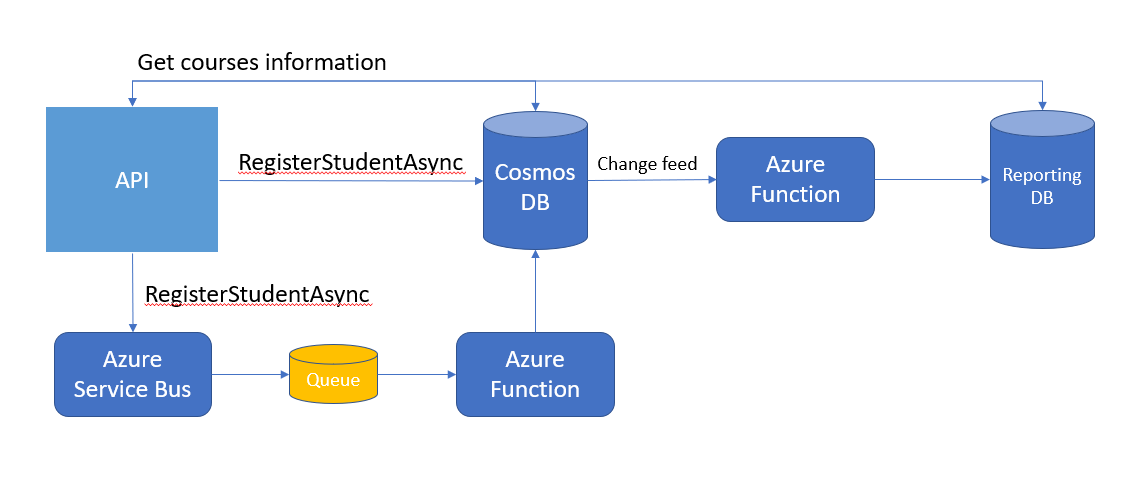 Get courses information
API
RegisterStudentAsync
Cosmos
DB
Change feed
Azure
Function
Reporting
DB
RegisterStudentAsync
Azure
Service Bus
Queue
Azure
Function